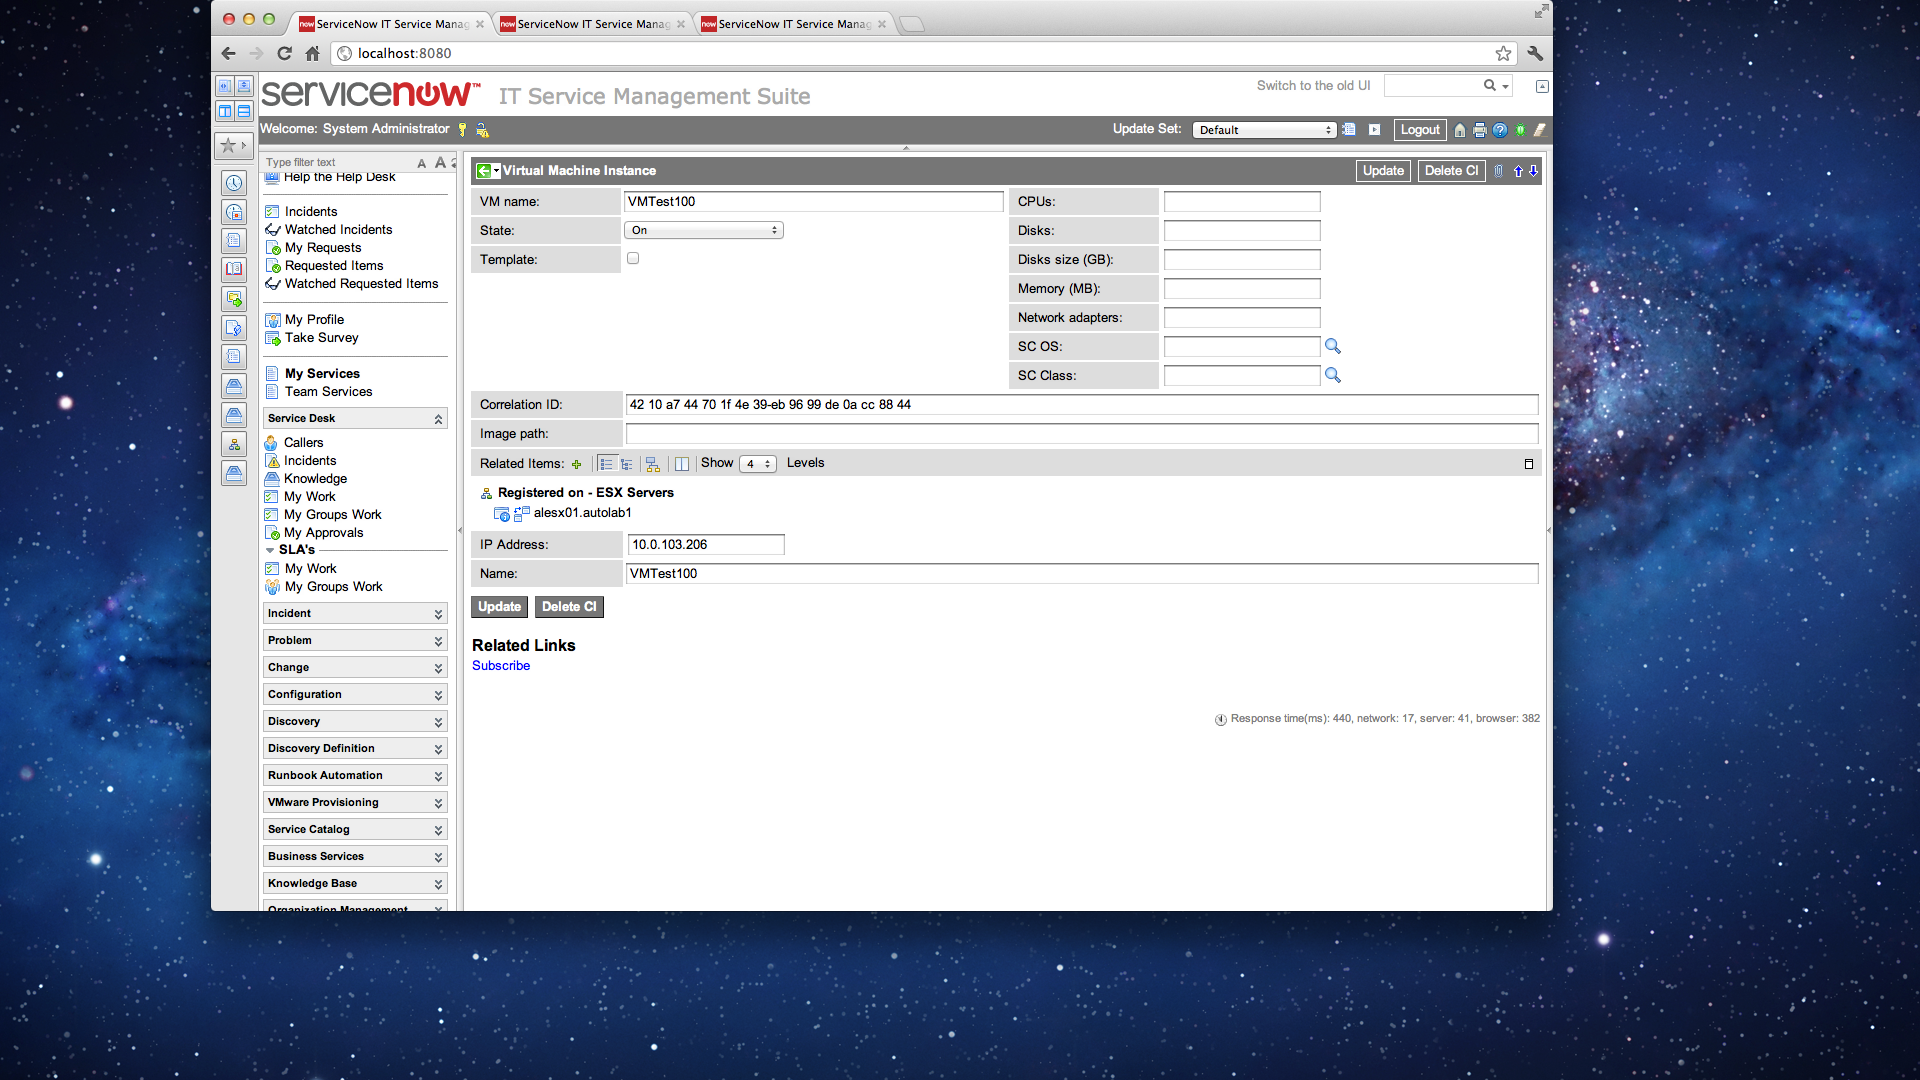 now ServiceNow IT Service Manag
now ServiceNow IT Service Manag
now ServiceNow IT Service Manag
localhost:8080
servicenow™ IT Service Management Suite
Switch to the old UI
Welcome: System Administrator
Update Set: Default
Logout
Type filter text
A A
Help the Help Desk
Incidents
Watched Incidents
My Requests
Requested Items
Watched Requested Items
My Profile
Take Survey
My Services
Team Services
Service Desk
Callers
Incidents
Knowledge
My Work
My Groups Work
My Approvals
SLA's
My Work
My Groups Work
Incident
Problem
Change
Configuration
Discovery
Discovery Definition
Runbook Automation
VMware Provisioning
Service Catalog
Business Services
Knowledge Base
Organization Management
Virtual Machine Instance
Update
Delete CI
VM name: VMTest100
State: On
Template:
CPUs:
Disks:
Disks size (GB):
Memory (MB):
Network adapters:
SC OS:
SC Class:
Correlation ID: 42 10 a7 44 70 1f 4e 39-eb 96 99 de 0a cc 88 44
Image path:
Related Items: Show 4 Levels
Registered on - ESX Servers
alesx01.autolab1
IP Address: 10.0.103.206
Name: VMTest100
Update
Delete CI
Related Links
Subscribe
Response time(ms): 440, network: 17, server: 41, browser: 382